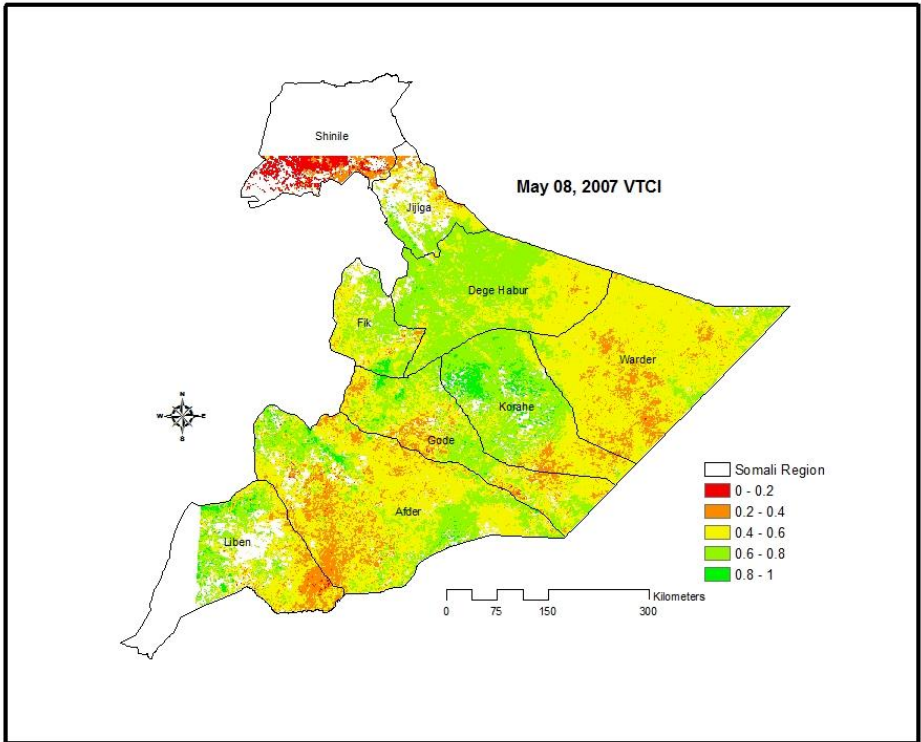 Shinile
May 08, 2007 VTCI
Jijiga
Dege Habur
Fik
Warder
Korahe
N
W E
S
Gode
Somali Region
0 - 0.2
0.2 - 0.4
Afder
0.4 - 0.6
Liben
0.6 - 0.8
0.8 - 1
Kilometers
0 75 150 300